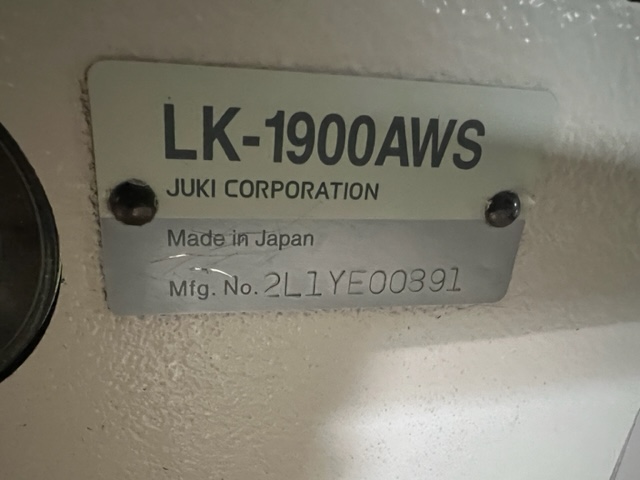 LK-1900AWS
JUKI CORPORATION
Made in Japan
Mfg. No. 2L1YE00891